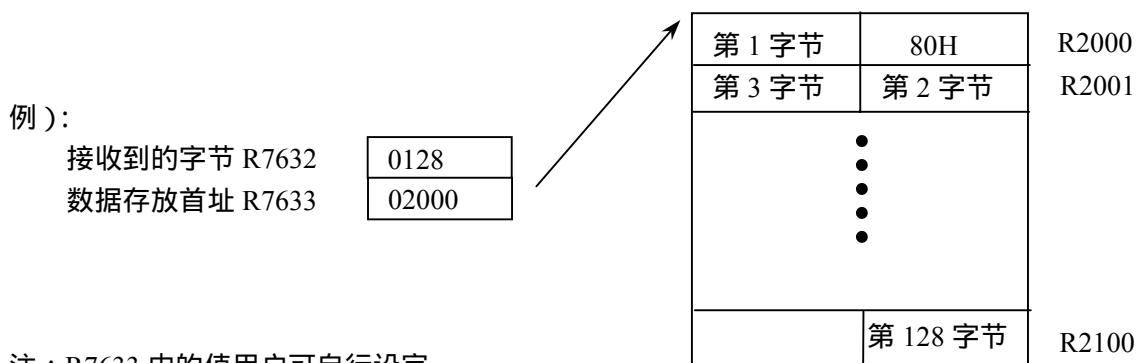 第 1 字节 80H R2000
第 3 字节 第 2 字节 R2001
例）：
接收到的字节 R7632 0128
数据存放首址 R7633 02000
第 128 字节 R2100
注：R7633 中的值用户可自行设定